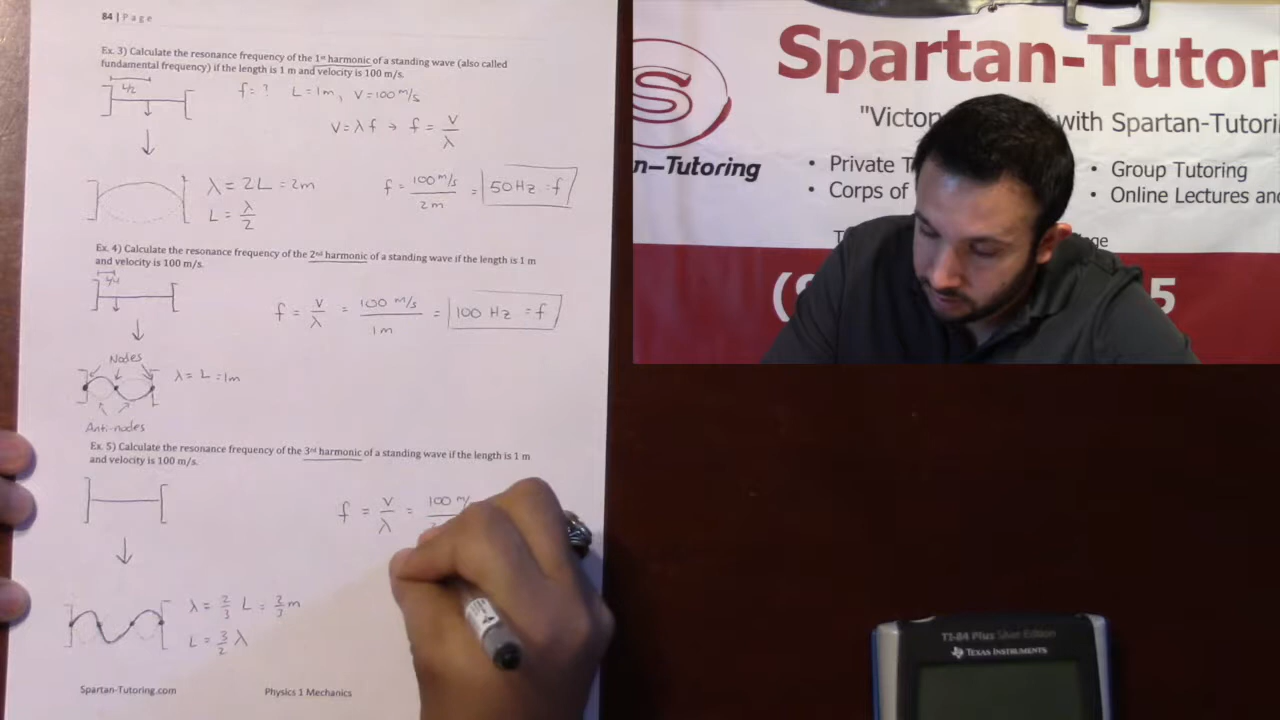 84 | Page
Ex. 3) Calculate the resonance frequency of the 1st harmonic of a standing wave (also called
fundamental frequency) if the length is 1 m and velocity is 100 m/s.
L/2
f = ? L = 1m, V = 100 m/s
V = λ f → f = V/λ
λ = 2L = 2m
L = λ/2
f = 100 m/s / 2 m = 50 Hz = f
Ex. 4) Calculate the resonance frequency of the 2nd harmonic of a standing wave if the length is 1 m
and velocity is 100 m/s.
L/4
f = V/λ = 100 m/s / 1m = 100 Hz = f
Nodes
λ = L = 1m
Anti-nodes
Ex. 5) Calculate the resonance frequency of the 3rd harmonic of a standing wave if the length is 1 m
and velocity is 100 m/s.
f = V/λ = 100 m/
λ = 2/3 L = 2/3 m
L = 3/2 λ
Spartan-Tutoring.com Physics 1 Mechanics
Spartan-Tutor
"Victor with Spartan-Tutori
S
n-Tutoring
• Private T
• Corps of
• Group Tutoring
• Online Lectures and
ege
(S 5
TI-84 Plus Silver Edition
TEXAS INSTRUMENTS